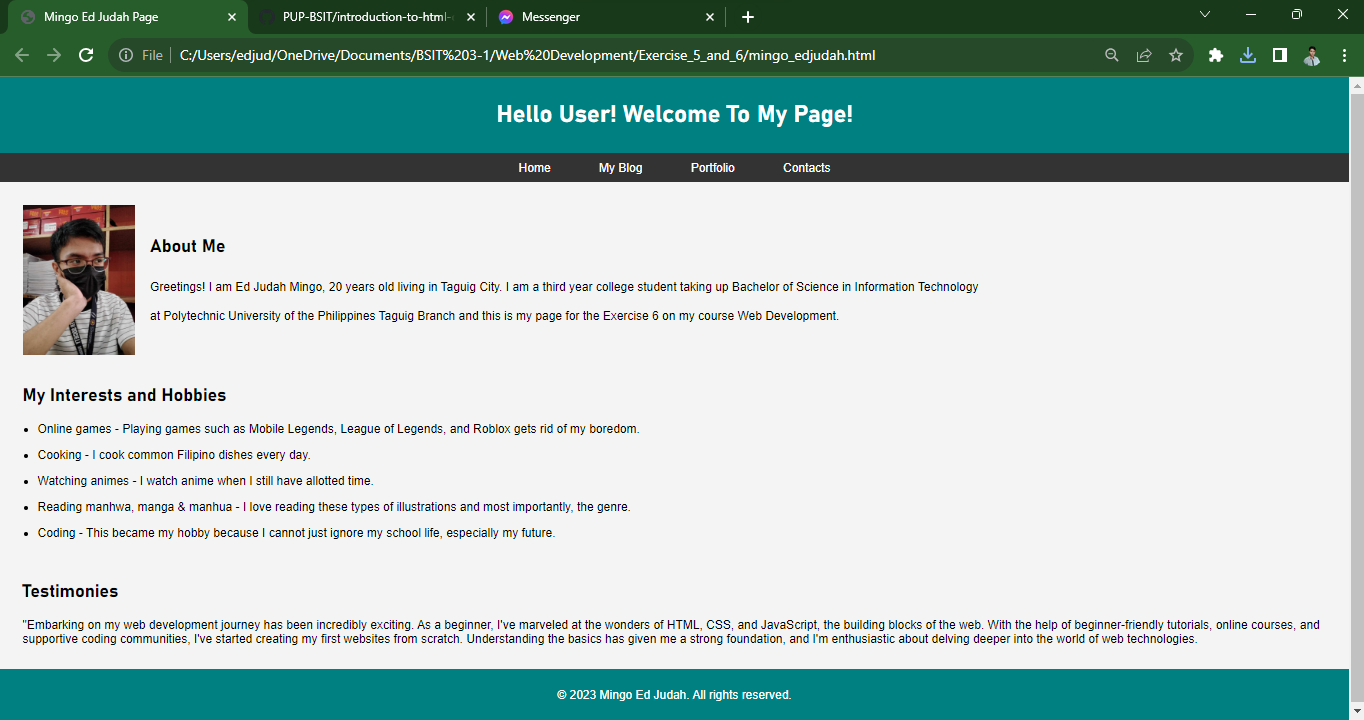 Mingo Ed Judah Page
PUP-BSIT/introduction-to-html-
Messenger
File
C:/Users/edjud/OneDrive/Documents/BSIT%203-1/Web%20Development/Exercise_5_and_6/mingo_edjudah.html
Hello User! Welcome To My Page!
Home My Blog Portfolio Contacts
About Me
Greetings! I am Ed Judah Mingo, 20 years old living in Taguig City. I am a third year college student taking up Bachelor of Science in Information Technology
at Polytechnic University of the Philippines Taguig Branch and this is my page for the Exercise 6 on my course Web Development.
My Interests and Hobbies
• Online games - Playing games such as Mobile Legends, League of Legends, and Roblox gets rid of my boredom.
• Cooking - I cook common Filipino dishes every day.
• Watching animes - I watch anime when I still have allotted time.
• Reading manhwa, manga & manhua - I love reading these types of illustrations and most importantly, the genre.
• Coding - This became my hobby because I cannot just ignore my school life, especially my future.
Testimonies
"Embarking on my web development journey has been incredibly exciting. As a beginner, I've marveled at the wonders of HTML, CSS, and JavaScript, the building blocks of the web. With the help of beginner-friendly tutorials, online courses, and
supportive coding communities, I've started creating my first websites from scratch. Understanding the basics has given me a strong foundation, and I'm enthusiastic about delving deeper into the world of web technologies.
© 2023 Mingo Ed Judah. All rights reserved.